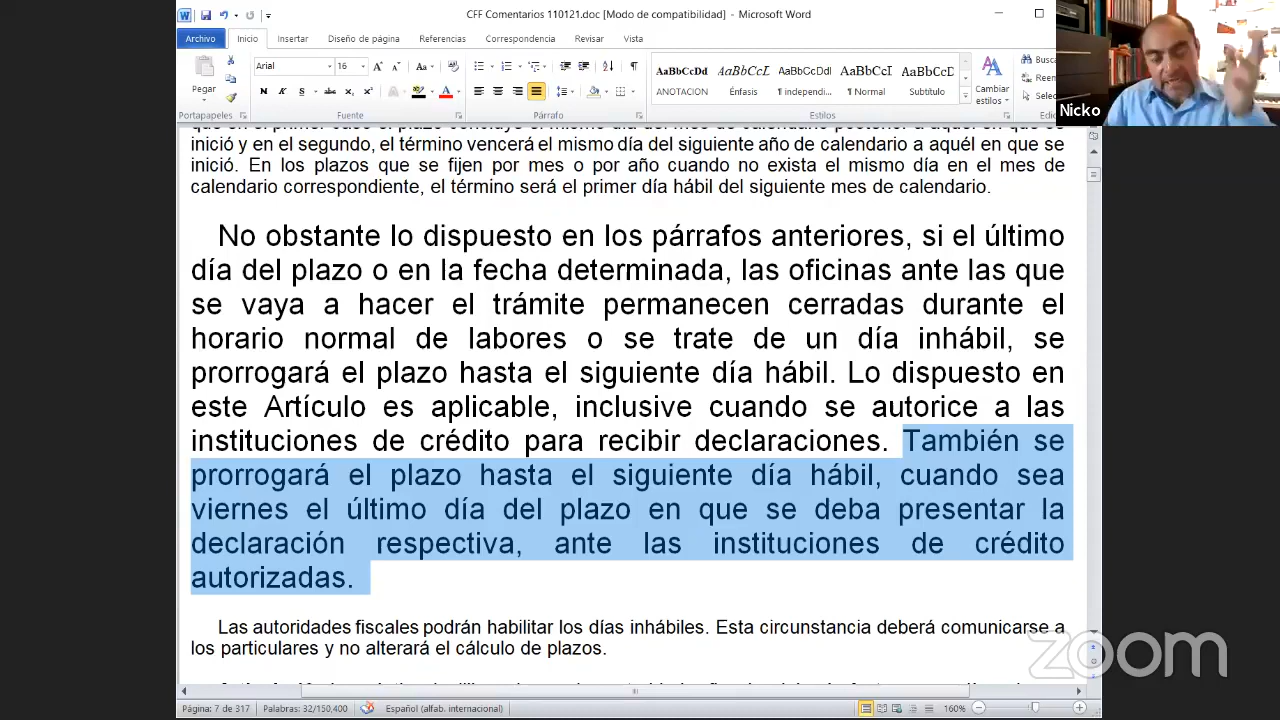 CFF Comentarios 110121.doc [Modo de compatibilidad] - Microsoft Word
Archivo Inicio Insertar Diseño de página Referencias Correspondencia Revisar Vista
Pegar
Arial 16
N K S abc
AaBbCcDd AaBbCcL AaBbCcDdI AaBbCcI AaBbCcDd
ANOTACION Énfasis ¶ independi... ¶ Normal Subtítulo
Cambiar
estilos
Portapapeles Fuente Párrafo Estilos
Nicko
inició y en el segundo, el término vencerá el mismo día del siguiente año de calendario a aquél en que se
inició. En los plazos que se fijen por mes o por año cuando no exista el mismo día en el mes de
calendario correspondiente, el término será el primer día hábil del siguiente mes de calendario.
No obstante lo dispuesto en los párrafos anteriores, si el último
día del plazo o en la fecha determinada, las oficinas ante las que
se vaya a hacer el trámite permanecen cerradas durante el
horario normal de labores o se trate de un día inhábil, se
prorrogará el plazo hasta el siguiente día hábil. Lo dispuesto en
este Artículo es aplicable, inclusive cuando se autorice a las
instituciones de crédito para recibir declaraciones. También se
prorrogará el plazo hasta el siguiente día hábil, cuando sea
viernes el último día del plazo en que se deba presentar la
declaración respectiva, ante las instituciones de crédito
autorizadas.
Las autoridades fiscales podrán habilitar los días inhábiles. Esta circunstancia deberá comunicarse a
los particulares y no alterará el cálculo de plazos.
zoom
Página: 7 de 317 Palabras: 32/150,400 Español (alfab. internacional) 160%